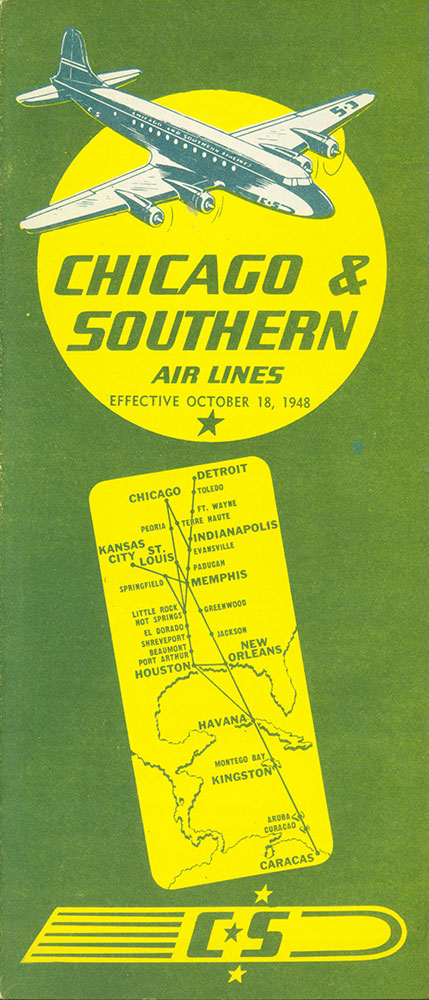 CHICAGO AND SOUTHERN AIRLINES
C-S
C-S
C-S
CHICAGO &
SOUTHERN
AIR LINES
EFFECTIVE OCTOBER 18, 1948
DETROIT
CHICAGO
TOLEDO
FT. WAYNE
TERRE HAUTE
PEORIA
INDIANAPOLIS
KANSAS
CITY
ST.
LOUIS
EVANSVILLE
PADUCAH
SPRINGFIELD
MEMPHIS
LITTLE ROCK
HOT SPRINGS
GREENWOOD
EL DORADO
SHREVEPORT
JACKSON
BEAUMONT
PORT ARTHUR
NEW
ORLEANS
HOUSTON
HAVANA
MONTEGO BAY
KINGSTON
ARUBA
CURACAO
CARACAS
C★S